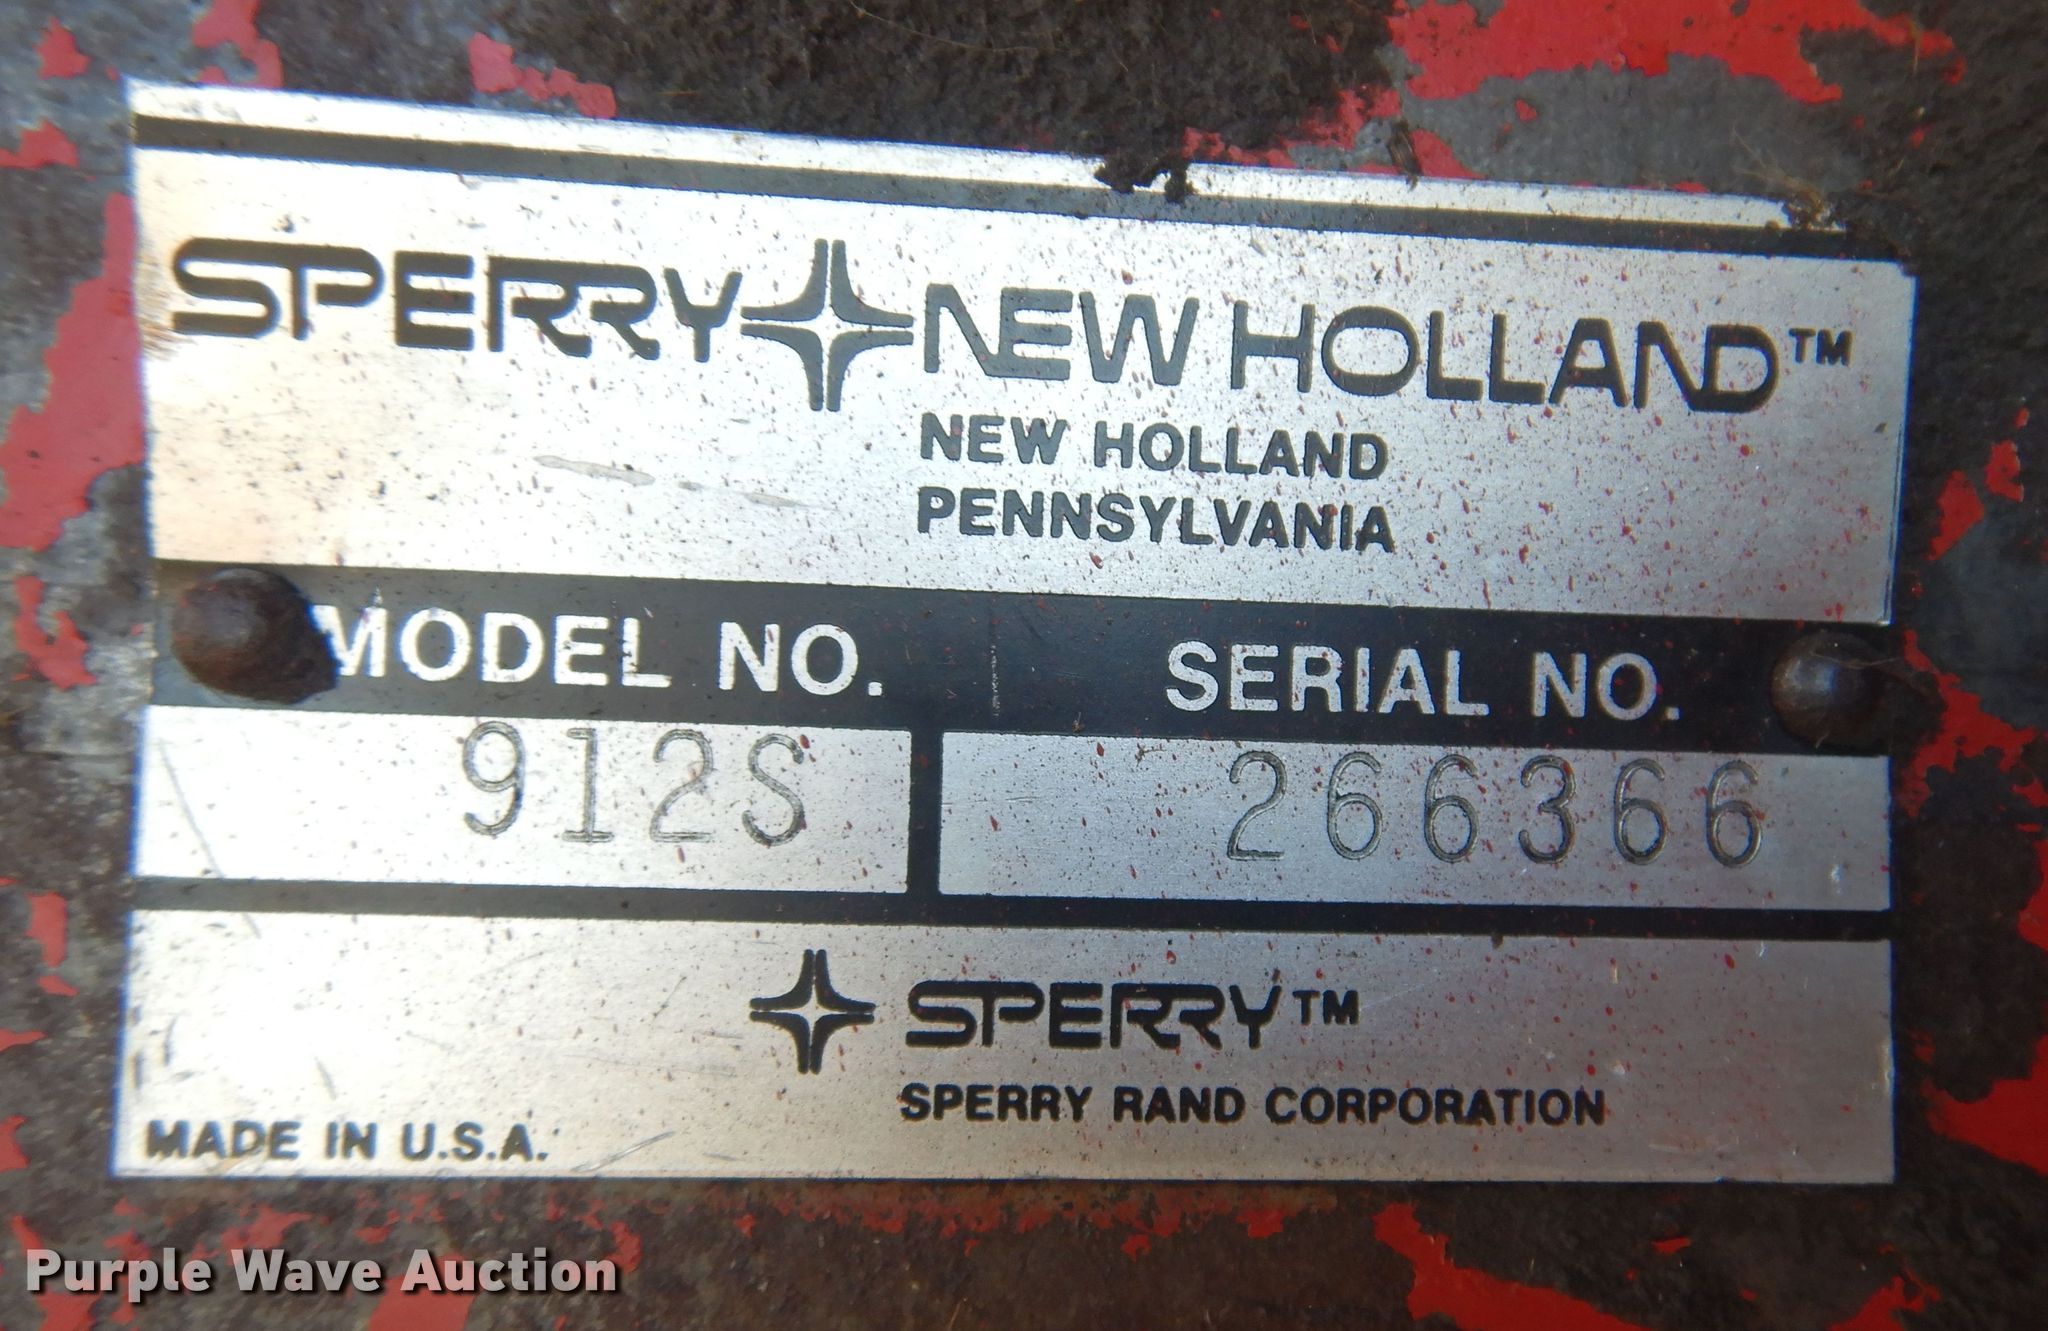 SPERRY NEW HOLLAND™
NEW HOLLAND
PENNSYLVANIA
MODEL NO. SERIAL NO.
912S 266366
SPERRY™
SPERRY RAND CORPORATION
MADE IN U.S.A.
Purple Wave Auction